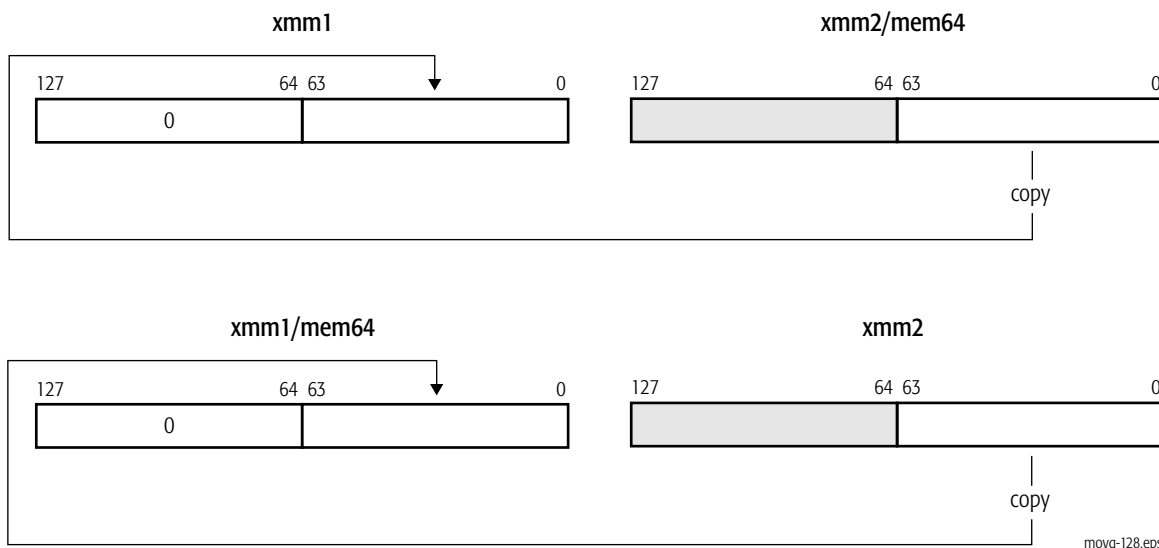 xmm1 xmm2/mem64
127 64 63 0 127 64 63 0
0
copy
xmm1/mem64 xmm2
127 64 63 0 127 64 63 0
0
copy
movq-128.eps